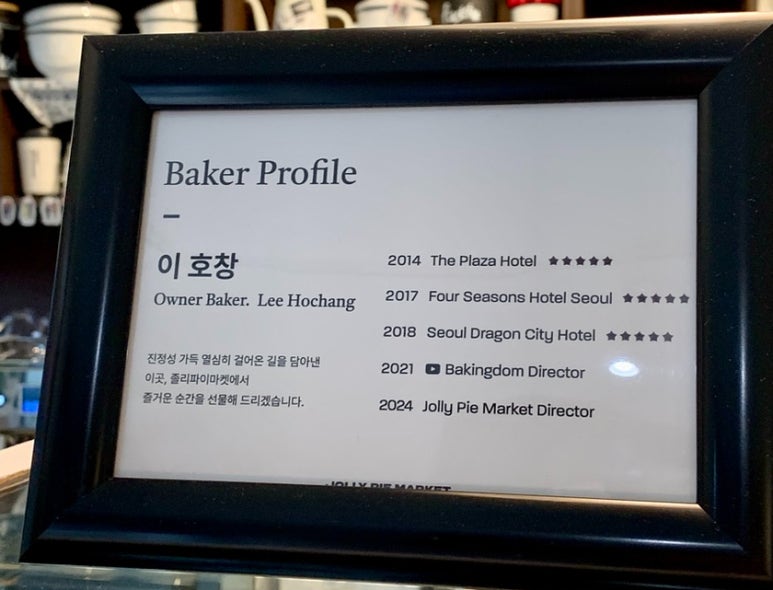 Baker Profile
이 호창
Owner Baker. Lee Hochang
진정성 가득 열심히 걸어온 길을 담아낸
이곳, 졸리파이마켓에서
즐거운 순간을 선물해 드리겠습니다.
2014 The Plaza Hotel ★★★★★
2017 Four Seasons Hotel Seoul ★★★★★
2018 Seoul Dragon City Hotel ★★★★★
2021 Bakingdom Director
2024 Jolly Pie Market Director
JOLLY PIE MARKET